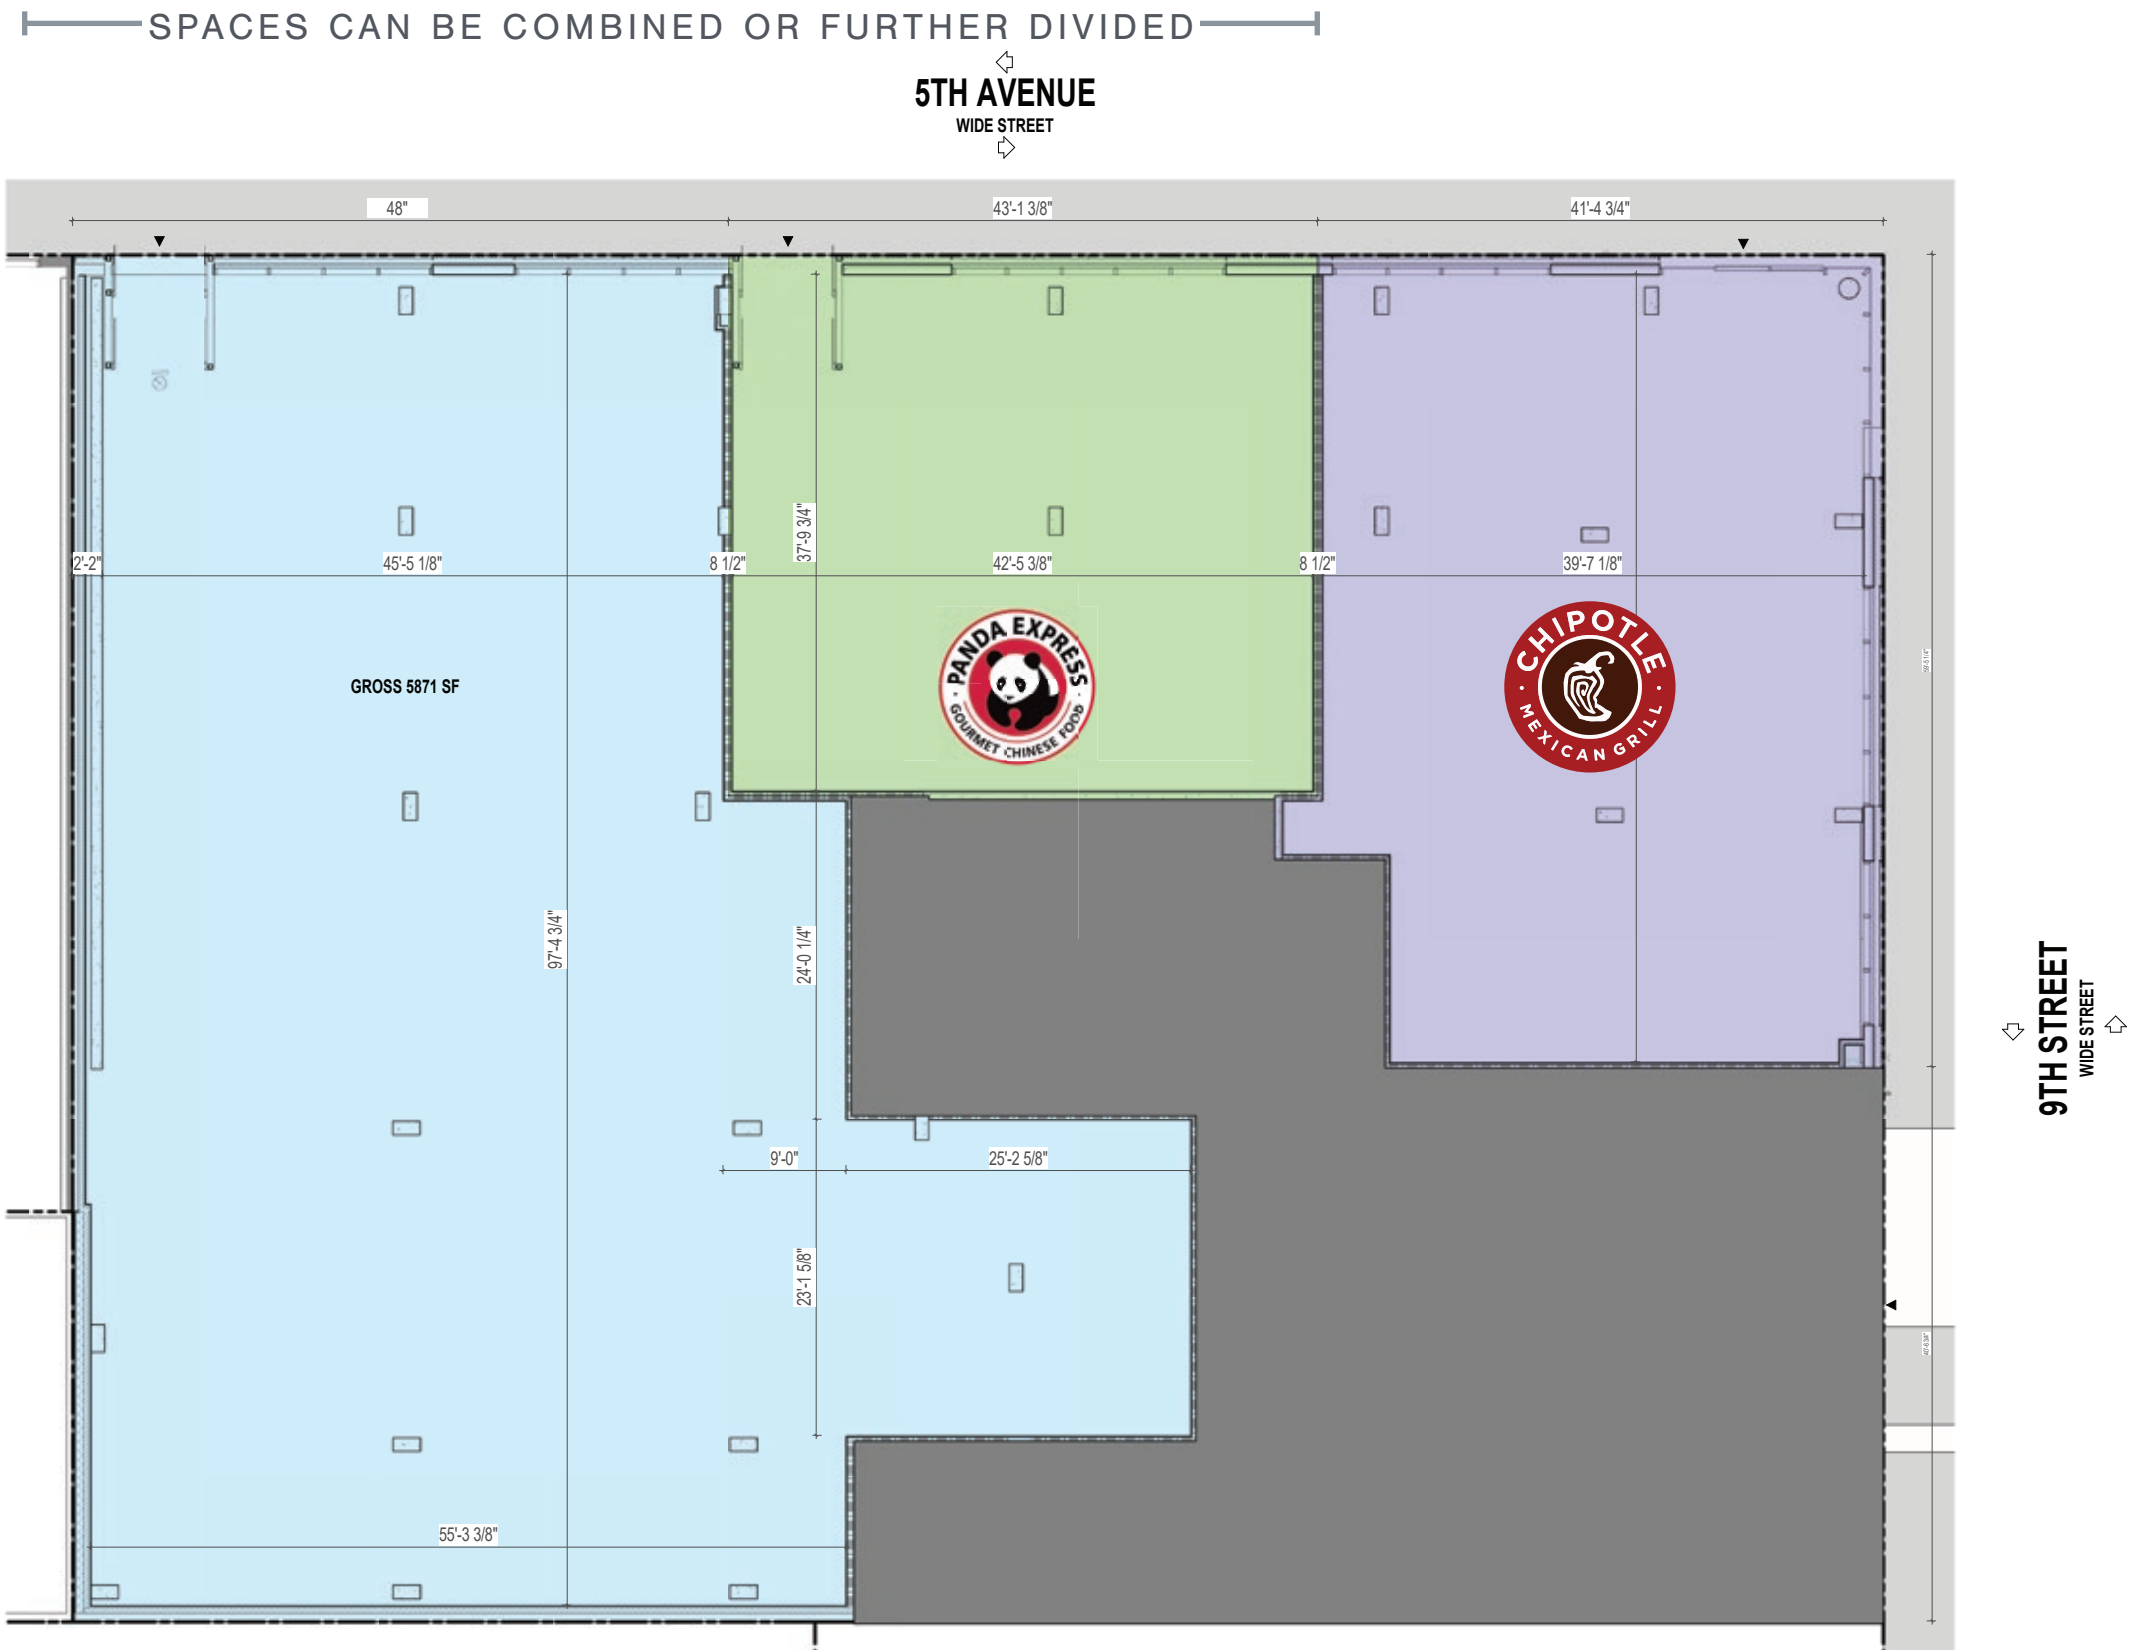 SPACES CAN BE COMBINED OR FURTHER DIVIDED
5TH AVENUE
WIDE STREET
48"
43'-1 3/8"
41'-4 3/4"
37'-9 3/4"
2'-2"
45'-5 1/8"
8 1/2"
42'-5 3/8"
8 1/2"
39'-7 1/8"
PANDA EXPRESS
GOURMET CHINESE FOOD
CHIPOTLE
MEXICAN GRILL
GROSS 5871 SF
97'-4 3/4"
24'-0 1/4"
9TH STREET
WIDE STREET
9'-0"
25'-2 5/8"
23'-1 5/8"
55'-3 3/8"